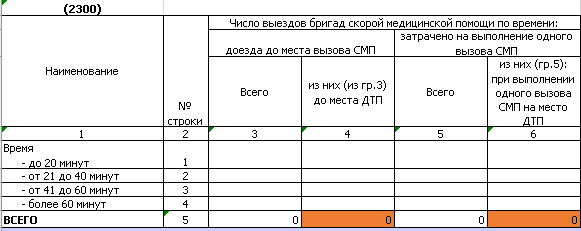 (2300)
Наименование
№
строки
Число выездов бригад скорой медицинской помощи по времени:
доезда до места вызова СМП
затрачено на выполнение одного
вызова СМП
Всего
из них (из гр.3)
до места ДТП
Всего
из них (гр.5):
при выполнении
одного вызова
СМП на место
ДТП
1 2 3 4 5 6
Время
- до 20 минут 1
- от 21 до 40 минут 2
- от 41 до 60 минут 3
- более 60 минут 4
ВСЕГО 5 0 0 0 0